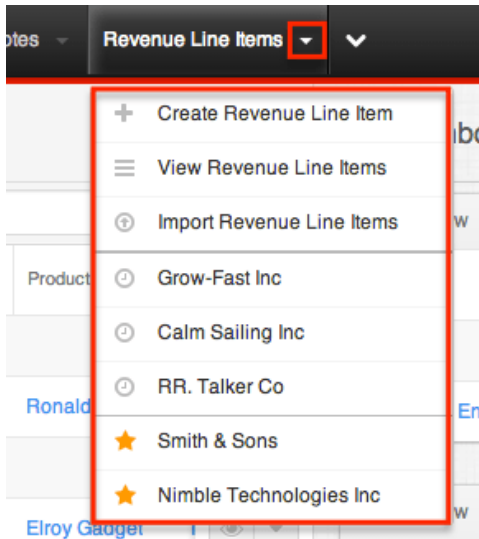 otes Revenue Line Items
Create Revenue Line Item
View Revenue Line Items
Import Revenue Line Items
Product
Grow-Fast Inc
Calm Sailing Inc
RR. Talker Co
Ronald
En
Smith & Sons
Nimble Technologies Inc
w
Elroy Gadget